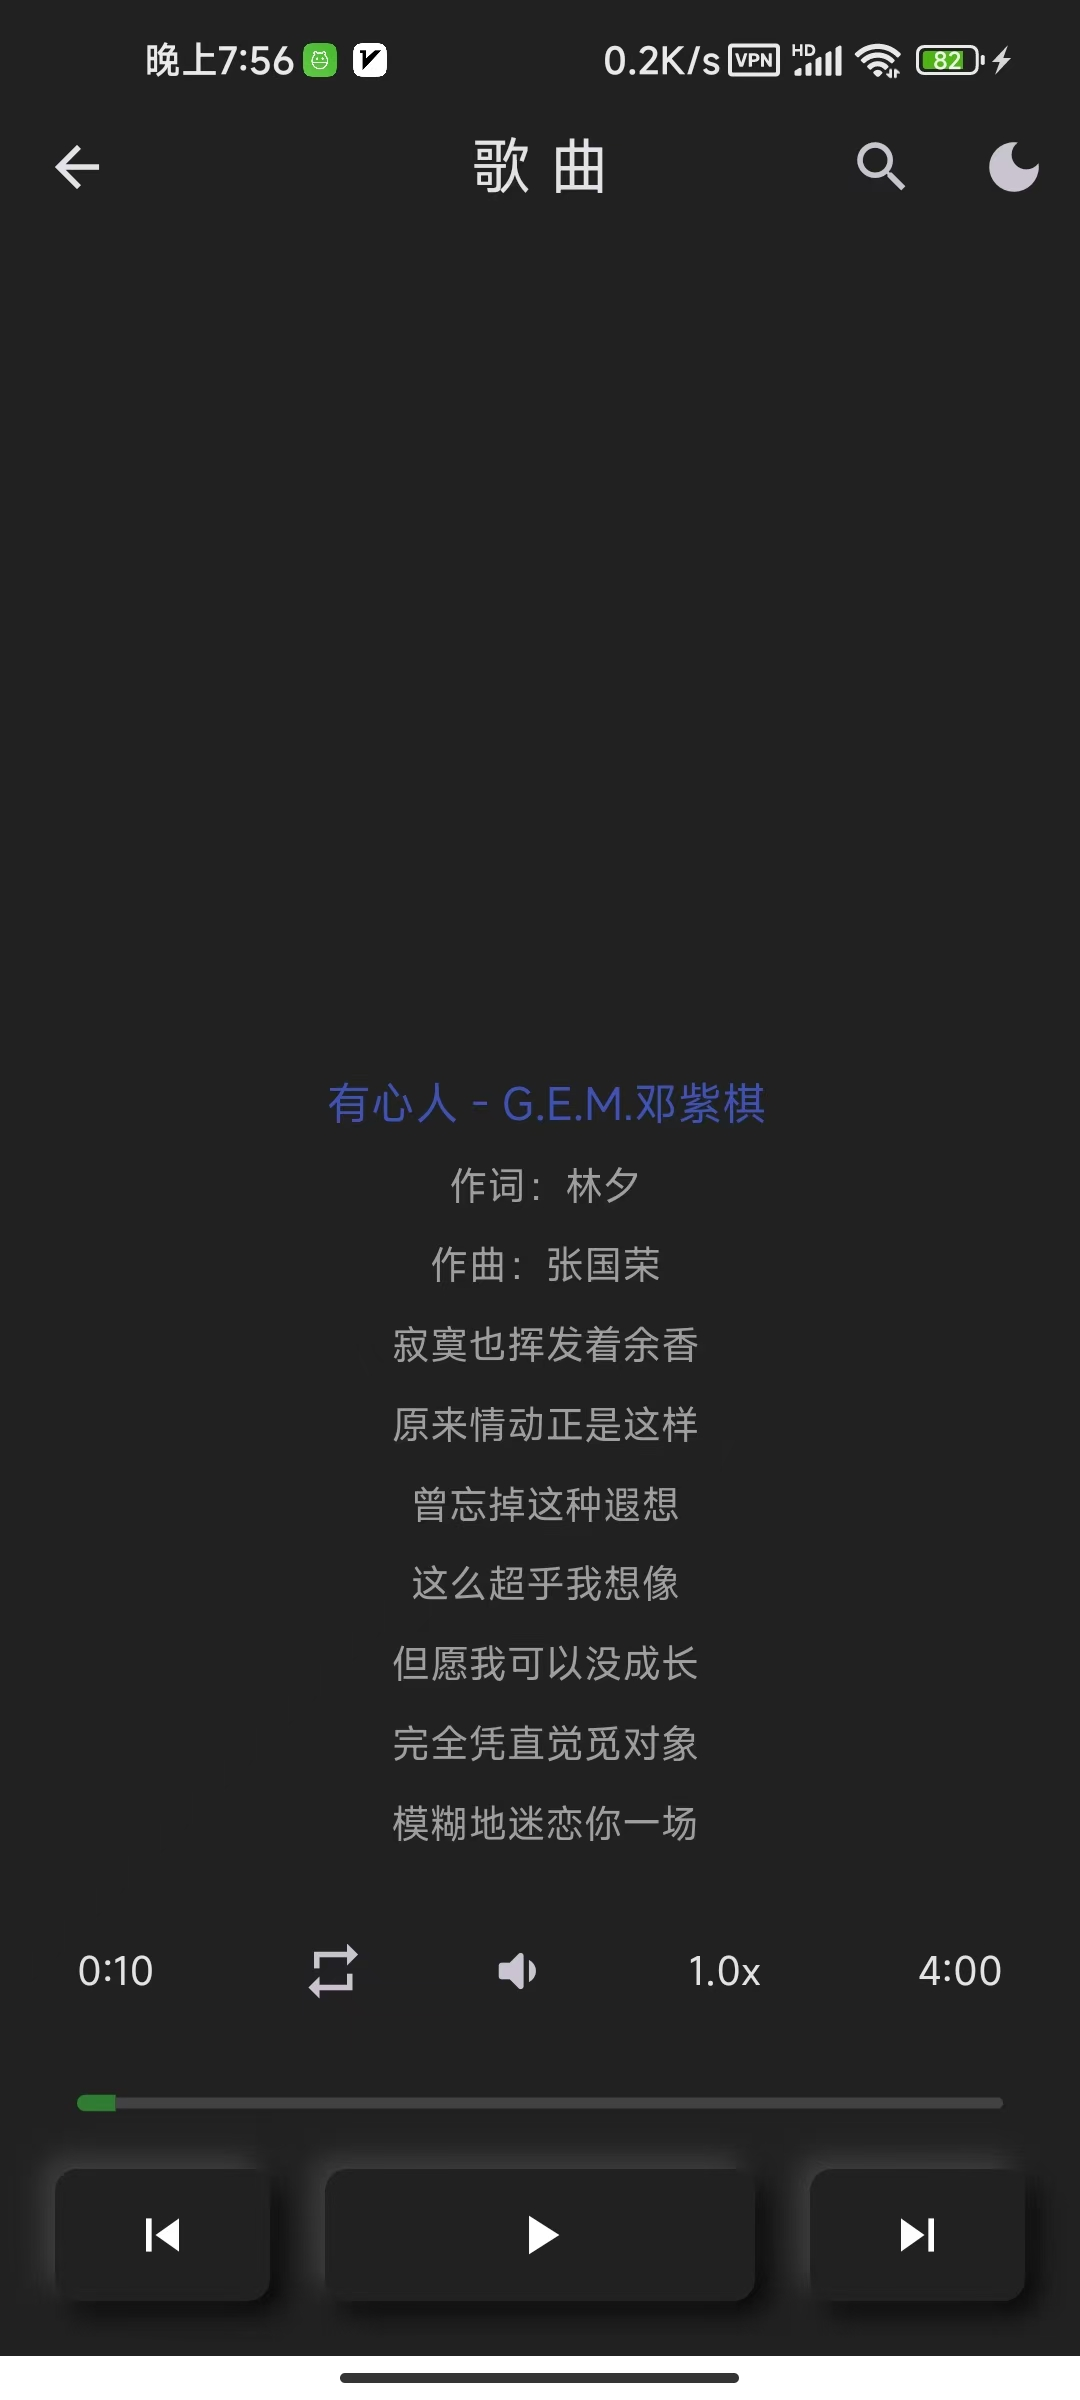 晚上7:56 0.2K/s VPN HD 82
歌曲
有心人 - G.E.M.邓紫棋
作词：林夕
作曲：张国荣
寂寞也挥发着余香
原来情动正是这样
曾忘掉这种遐想
这么超乎我想像
但愿我可以没成长
完全凭直觉觅对象
模糊地迷恋你一场
0:10 1.0x 4:00